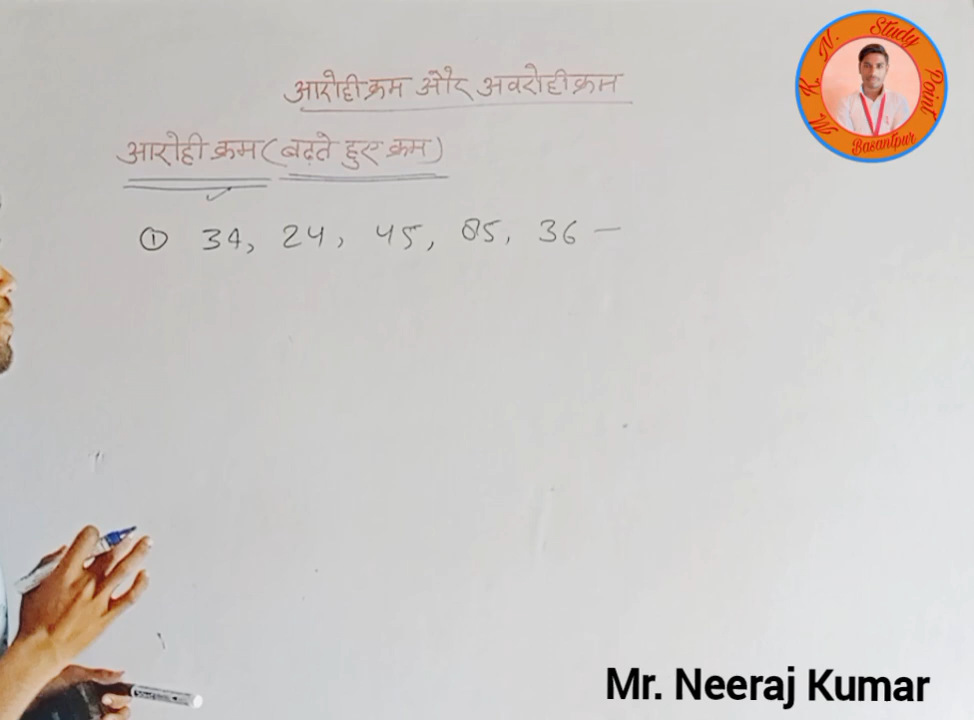 आरोही क्रम और अवरोही क्रम
आरोही क्रम (बढ़ते हुए क्रम)
① 34, 24, 45, 85, 36 —
M. K. N. Study Point
Basantpur
Mr. Neeraj Kumar